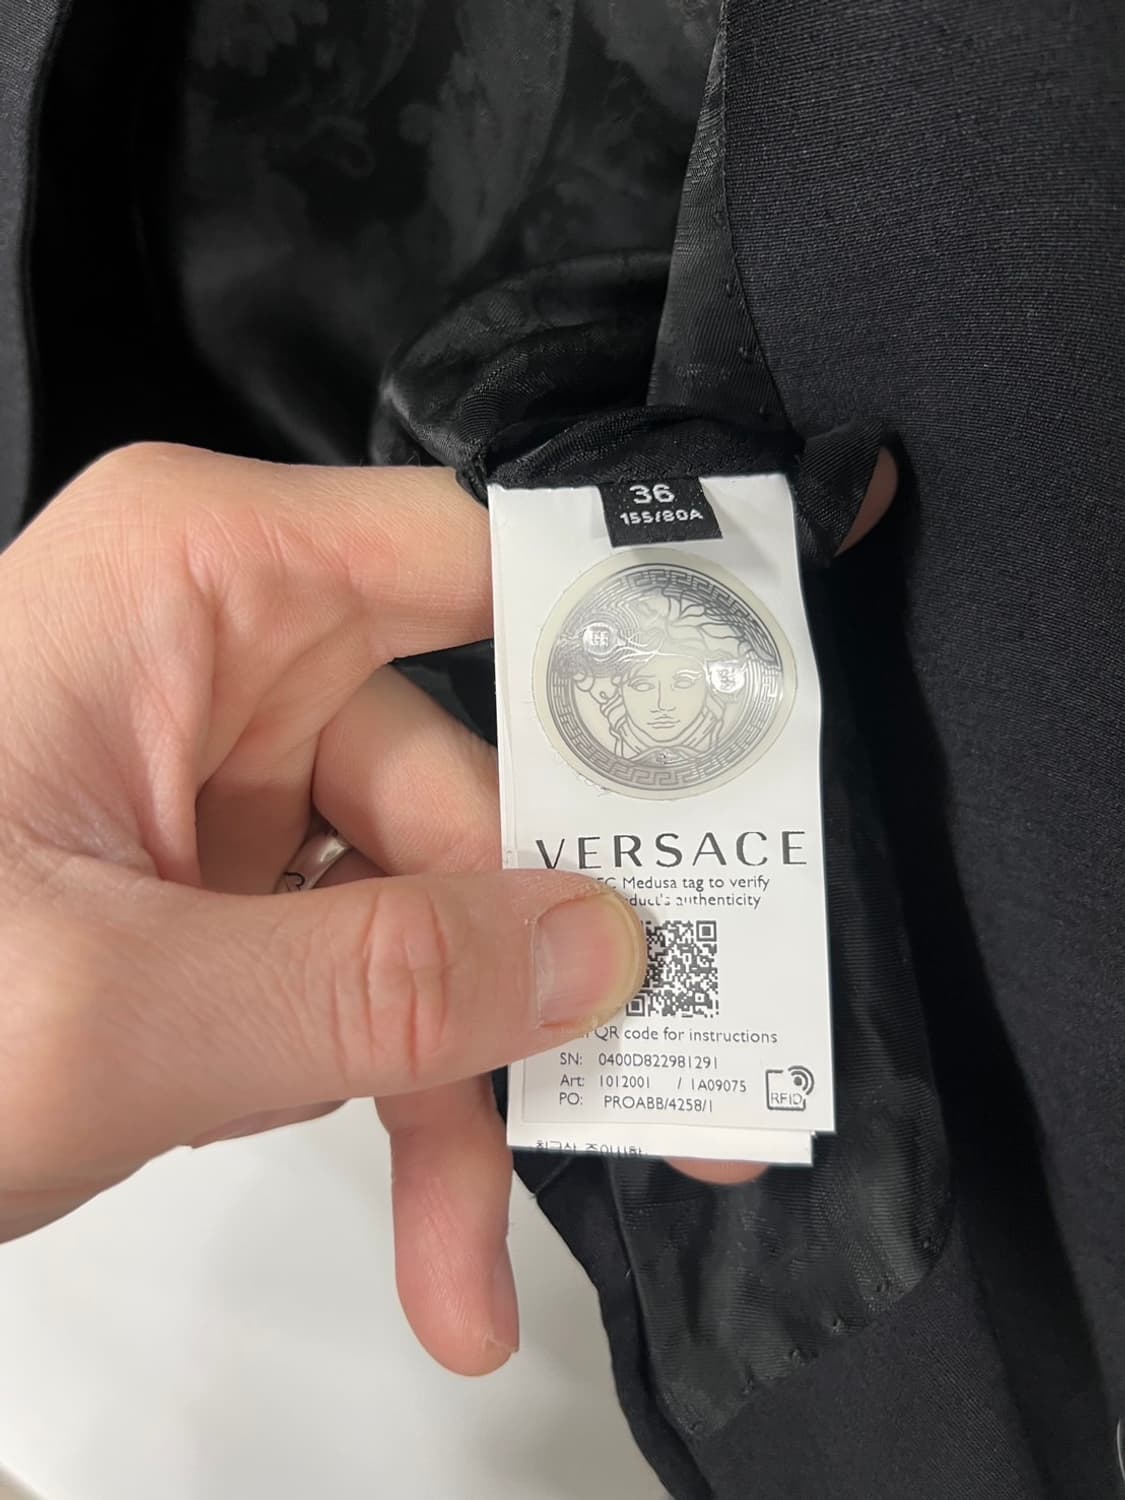 36
155/80A
VERSACE
Medusa tag to verify
authenticity
QR code for instructions
SN: 0400D822981291
Art: 1012001 / 1A09075
PO: PROABB/4258/1
RFID